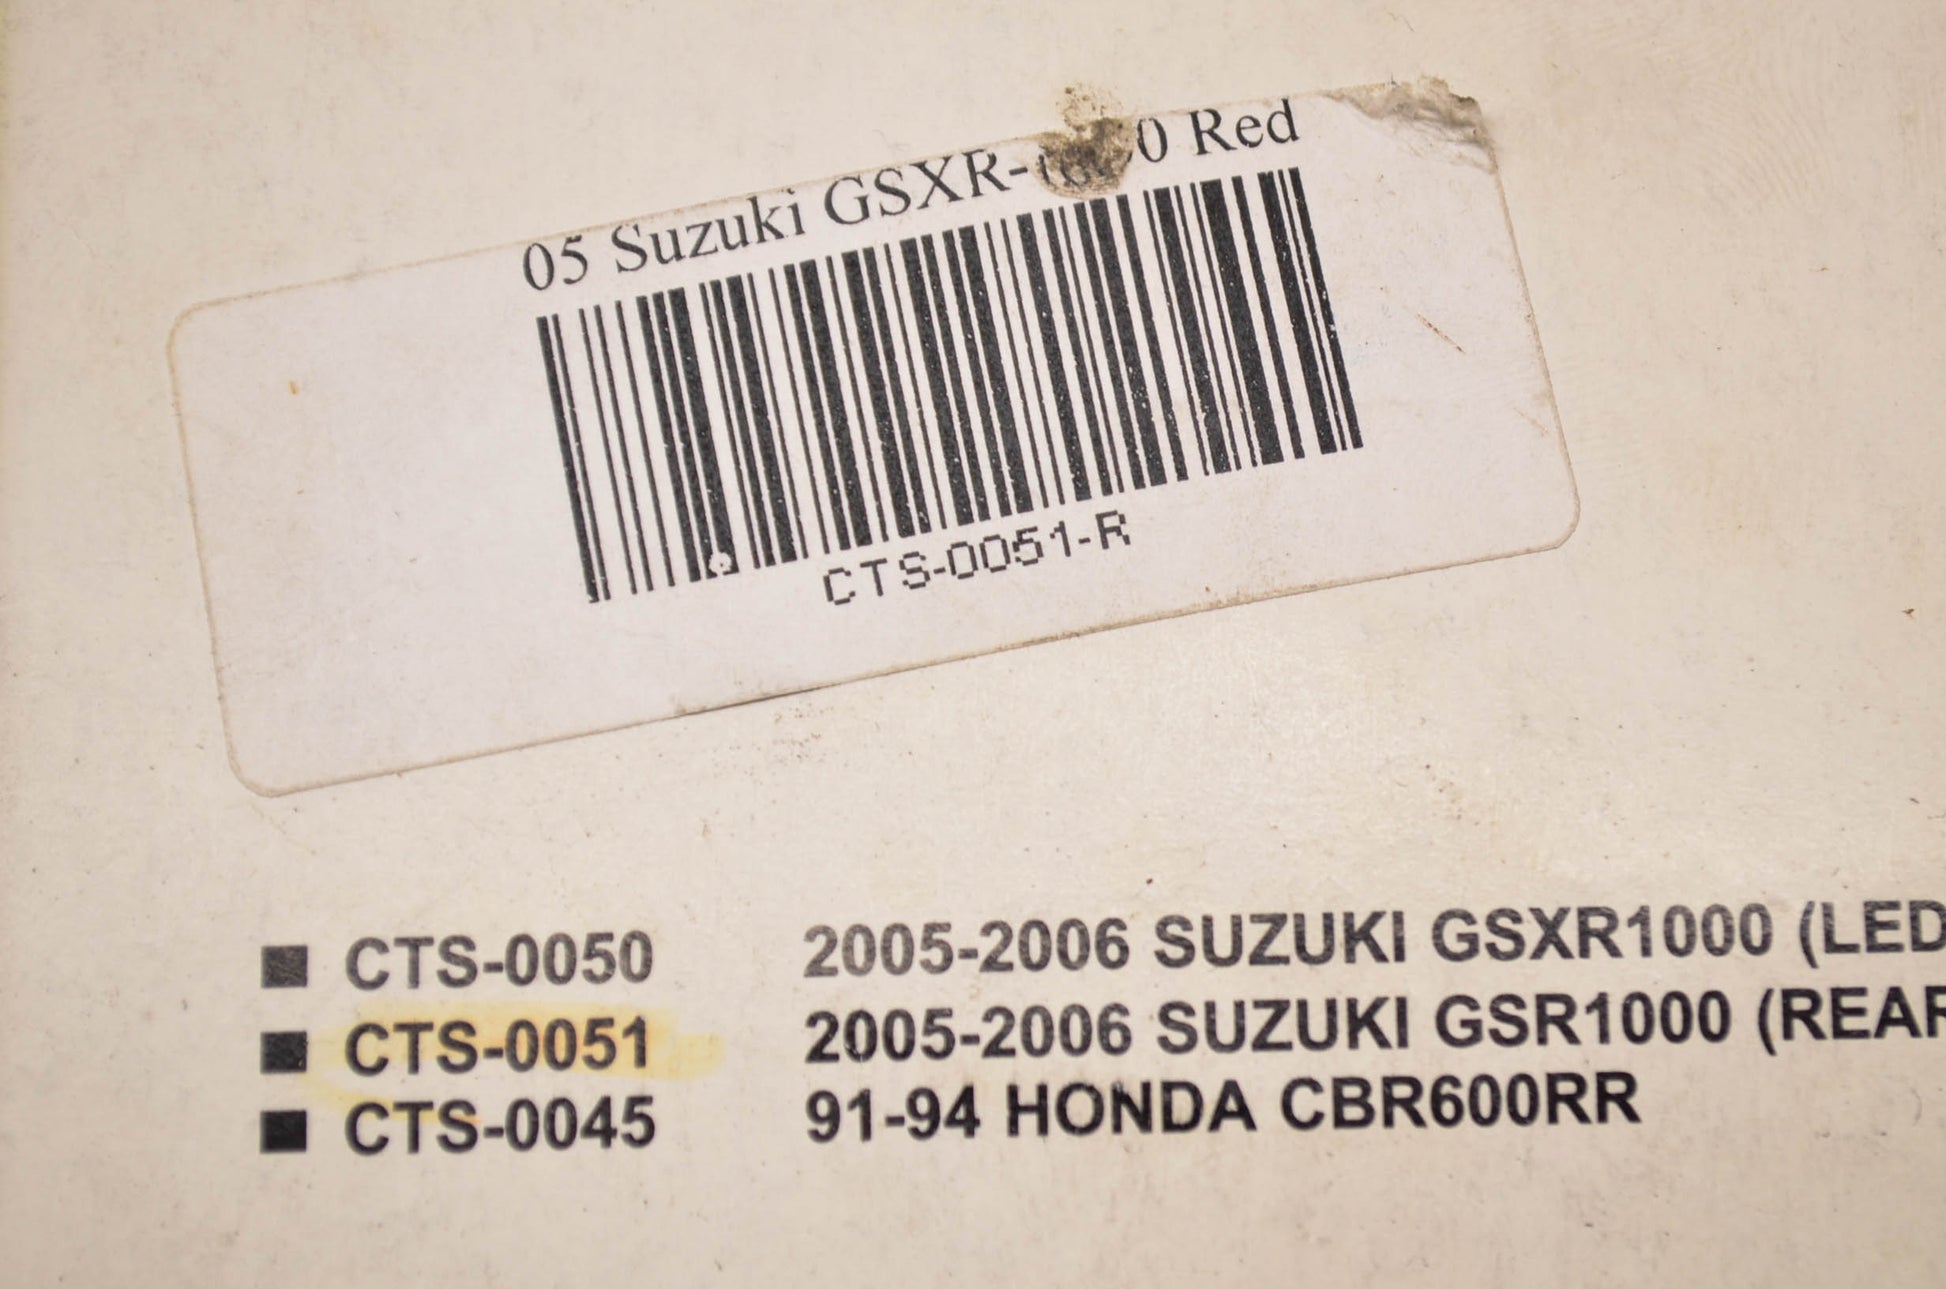 05 Suzuki GSXR-1000 Red
CTS-0051-R
■ CTS-0050 2005-2006 SUZUKI GSXR1000 (LED
■ CTS-0051 2005-2006 SUZUKI GSR1000 (REAR
■ CTS-0045 91-94 HONDA CBR600RR